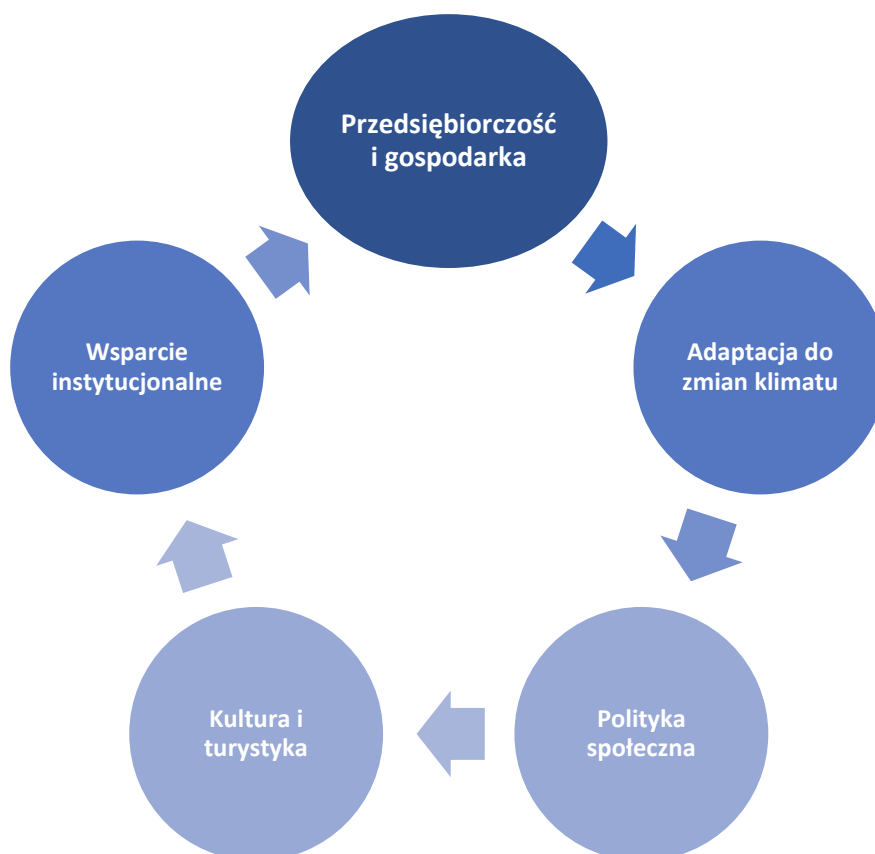 Przedsiębiorczość
i gospodarka
Adaptacja do
zmian klimatu
Polityka
społeczna
Kultura i
turystyka
Wsparcie
instytucjonalne